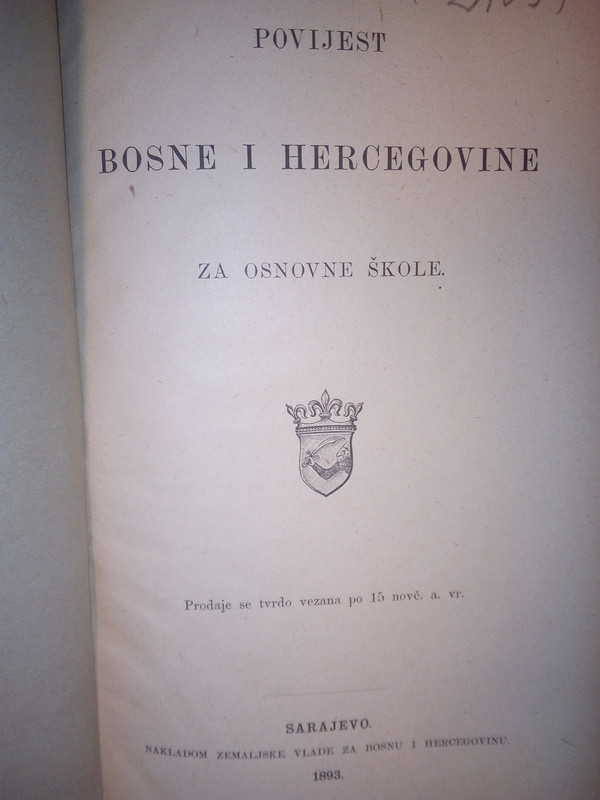 POVIJEST
BOSNE I HERCEGOVINE
ZA OSNOVNE ŠKOLE.
Prodaje se tvrdo vezana po 15 novč. a. vr.
SARAJEVO.
NAKLADOM ZEMALJSKE VLADE ZA BOSNU I HERCEGOVINU.
1893.